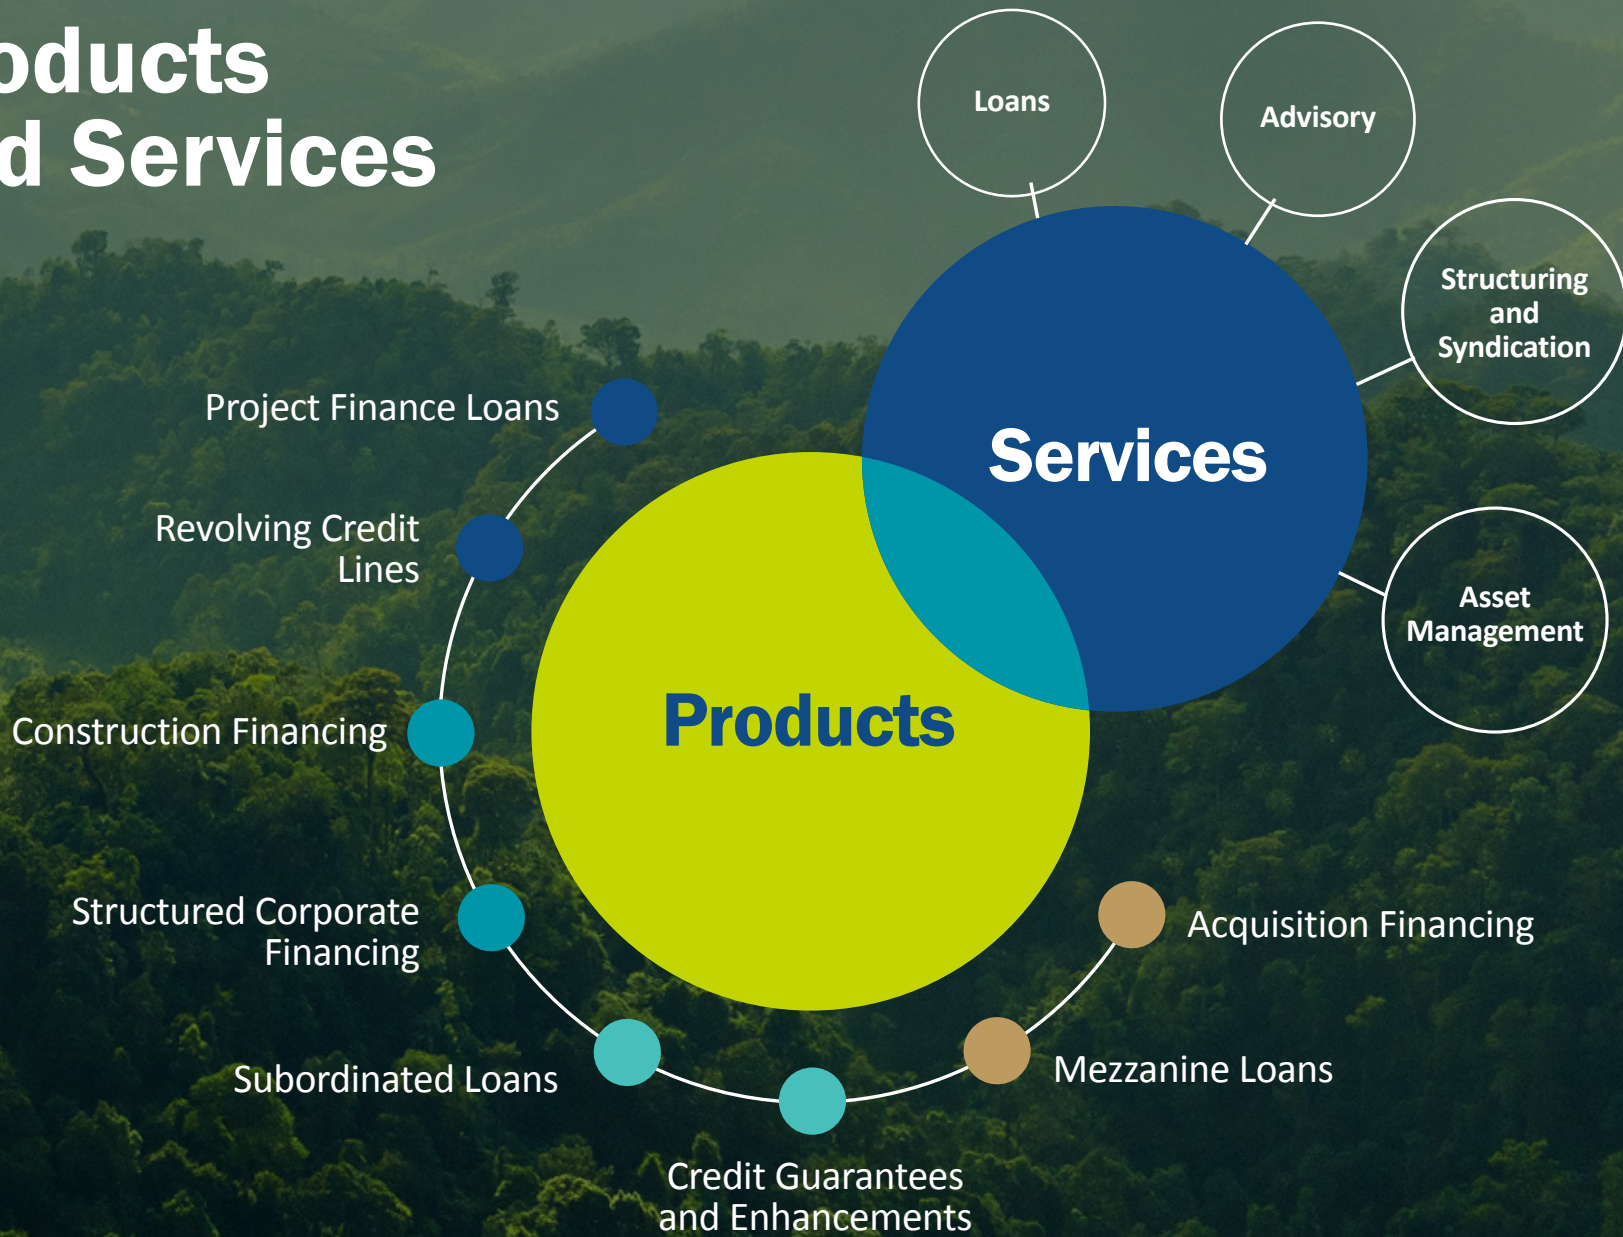 oducts
d Services
Loans
Advisory
Structuring
and
Syndication
Services
Asset
Management
Products
Project Finance Loans
Revolving Credit
Lines
Construction Financing
Structured Corporate
Financing
Subordinated Loans
Credit Guarantees
and Enhancements
Mezzanine Loans
Acquisition Financing